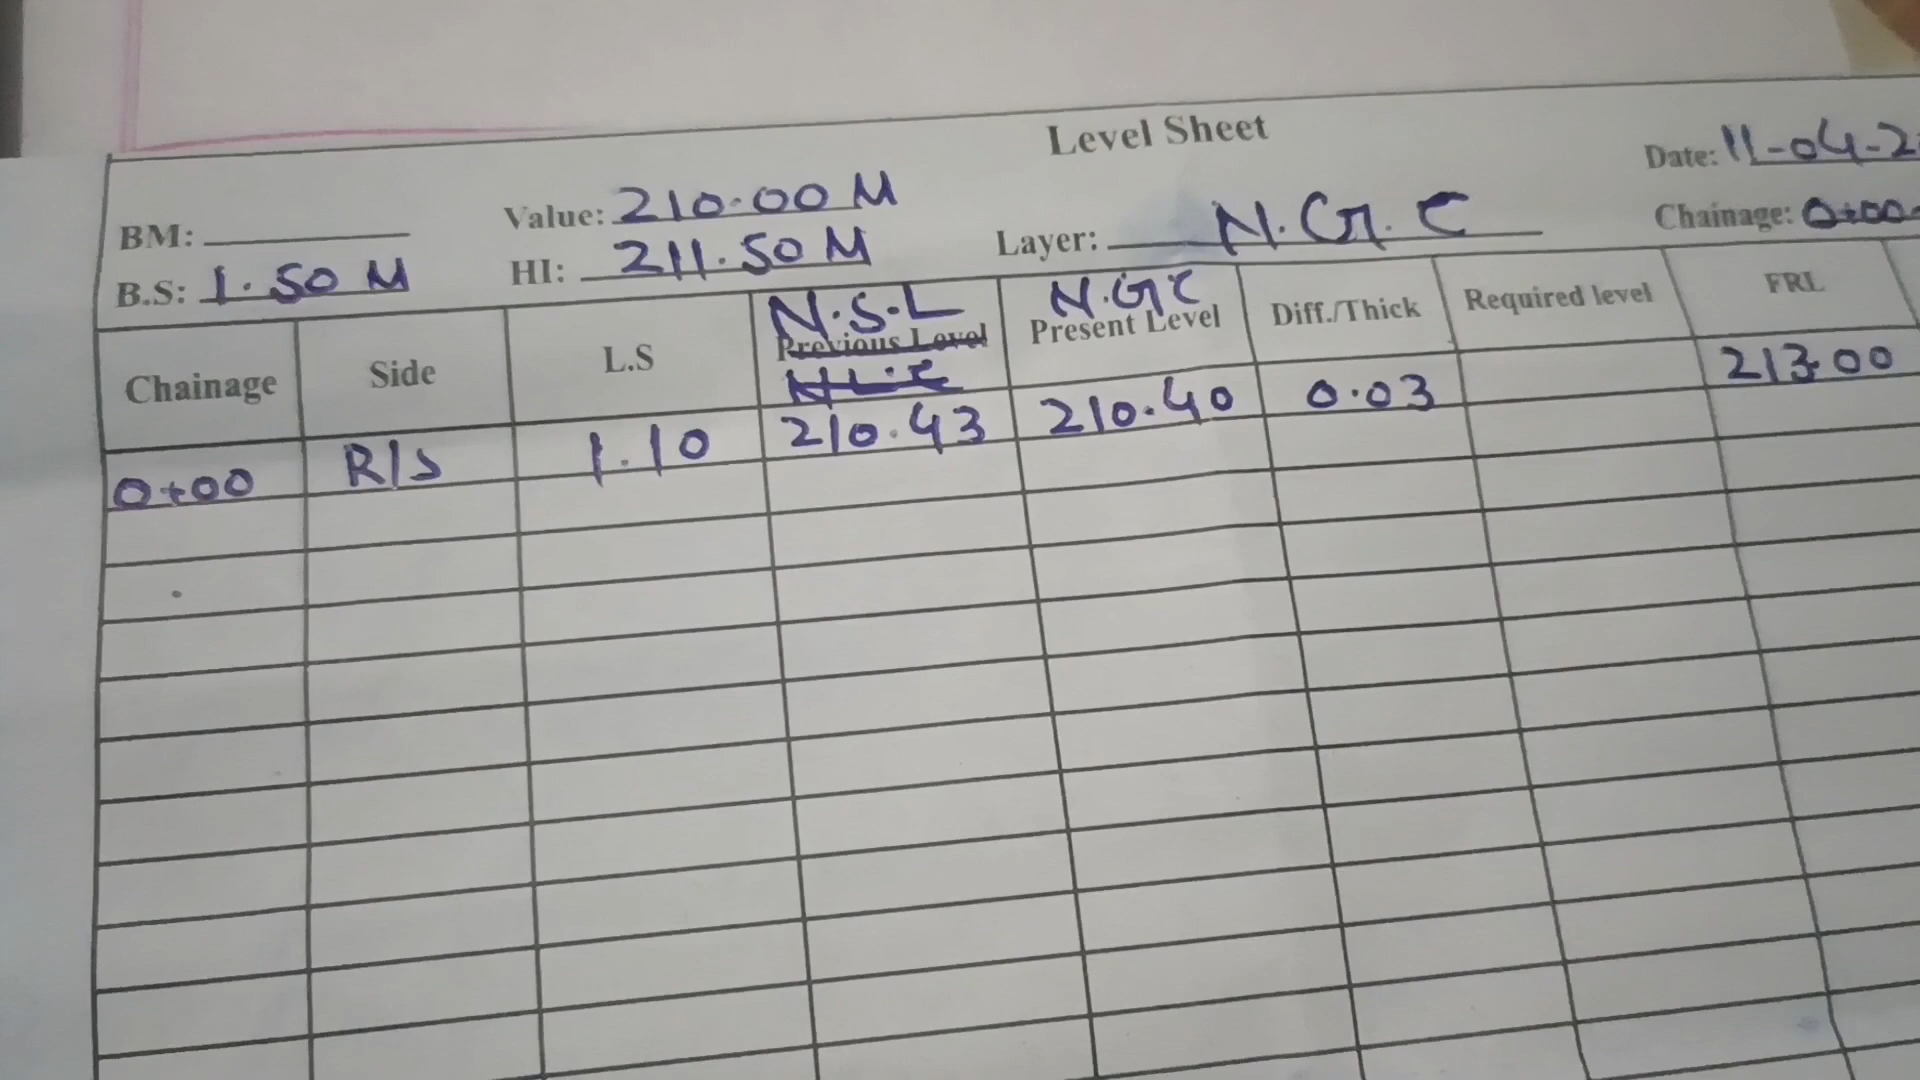 Level Sheet
Date: 11-04-2
BM: Value: 210.00 M
Chainage: 0+00-
B.S: 1.50 M HI: 211.50 M Layer: N.G.C
Chainage Side L.S N.S.L Previous Level N.G.C Present Level Diff./Thick Required level FRL
0+00 R/S 1.10 210.43 210.40 0.03 213.00